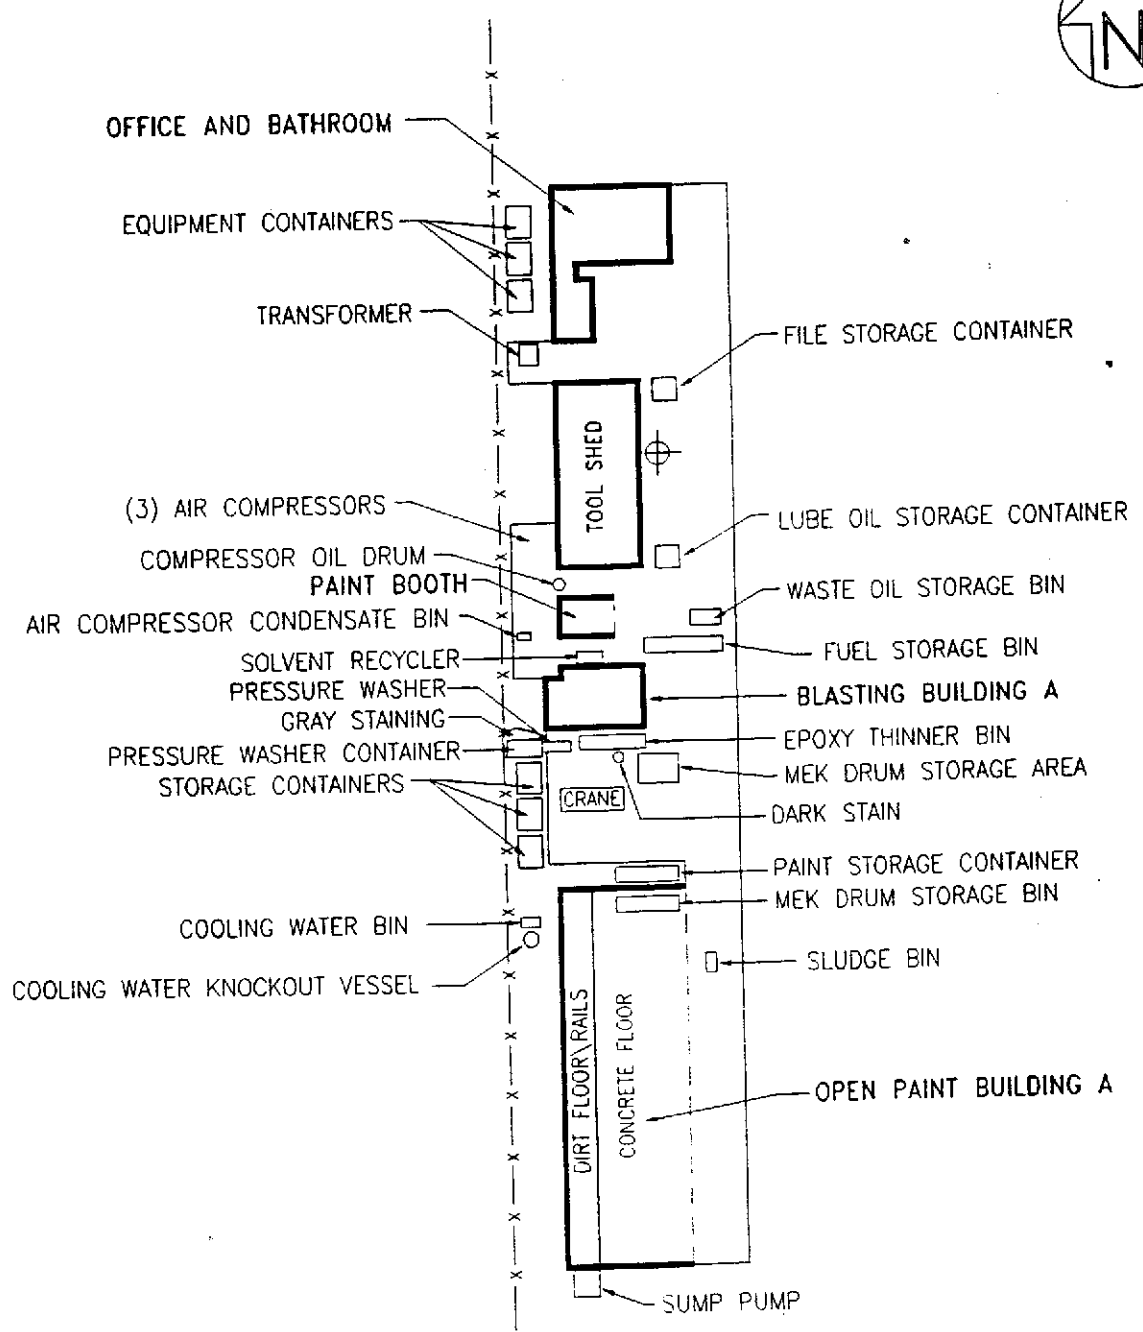 N
OFFICE AND BATHROOM
EQUIPMENT CONTAINERS
TRANSFORMER
FILE STORAGE CONTAINER
TOOL SHED
(3) AIR COMPRESSORS
LUBE OIL STORAGE CONTAINER
COMPRESSOR OIL DRUM
PAINT BOOTH
WASTE OIL STORAGE BIN
AIR COMPRESSOR CONDENSATE BIN
SOLVENT RECYCLER
FUEL STORAGE BIN
PRESSURE WASHER
BLASTING BUILDING A
GRAY STAINING
EPOXY THINNER BIN
PRESSURE WASHER CONTAINER
MEK DRUM STORAGE AREA
STORAGE CONTAINERS
CRANE
DARK STAIN
PAINT STORAGE CONTAINER
MEK DRUM STORAGE BIN
COOLING WATER BIN
SLUDGE BIN
COOLING WATER KNOCKOUT VESSEL
DIRT FLOOR\RAILS
CONCRETE FLOOR
OPEN PAINT BUILDING A
SUMP PUMP